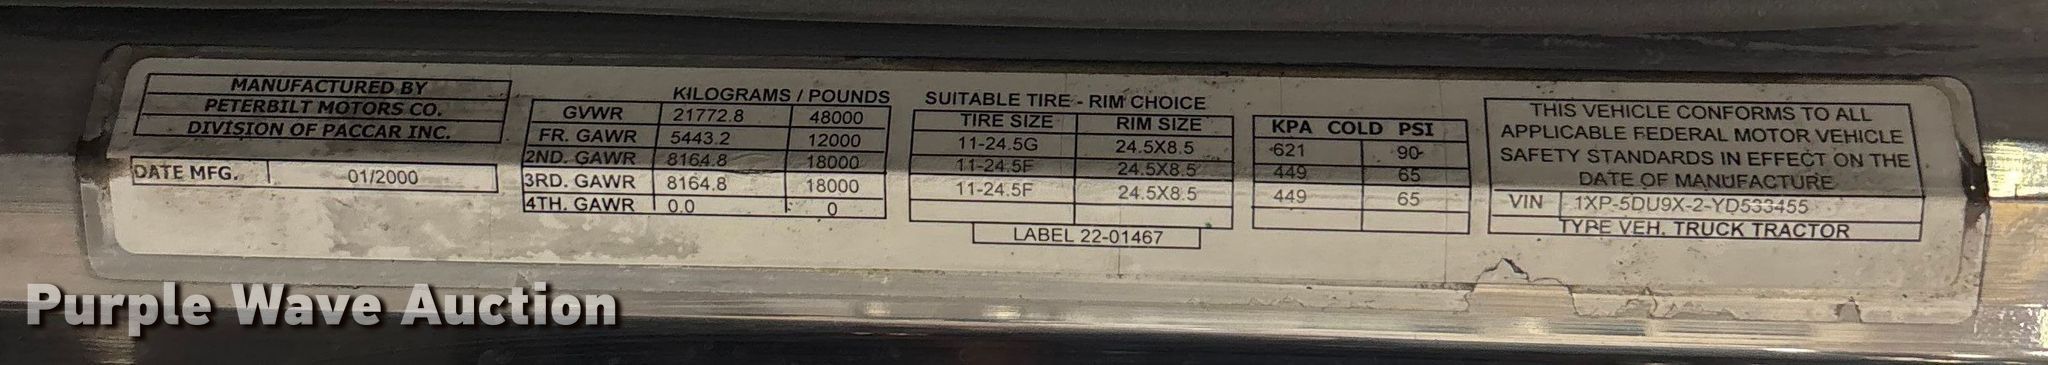 MANUFACTURED BY
PETERBILT MOTORS CO.
DIVISION OF PACCAR INC.
DATE MFG. 01/2000
KILOGRAMS / POUNDS
GVWR 21772.8 48000
FR. GAWR 5443.2 12000
2ND. GAWR 8164.8 18000
3RD. GAWR 8164.8 18000
4TH. GAWR 0.0 0
SUITABLE TIRE - RIM CHOICE
TIRE SIZE RIM SIZE
11-24.5G 24.5X8.5
11-24.5F 24.5X8.5
11-24.5F 24.5X8.5
LABEL 22-01467
KPA COLD PSI
621 90
449 65
449 65
THIS VEHICLE CONFORMS TO ALL
APPLICABLE FEDERAL MOTOR VEHICLE
SAFETY STANDARDS IN EFFECT ON THE
DATE OF MANUFACTURE
VIN 1XP-5DU9X-2-YD533455
TYPE VEH. TRUCK TRACTOR
Purple Wave Auction